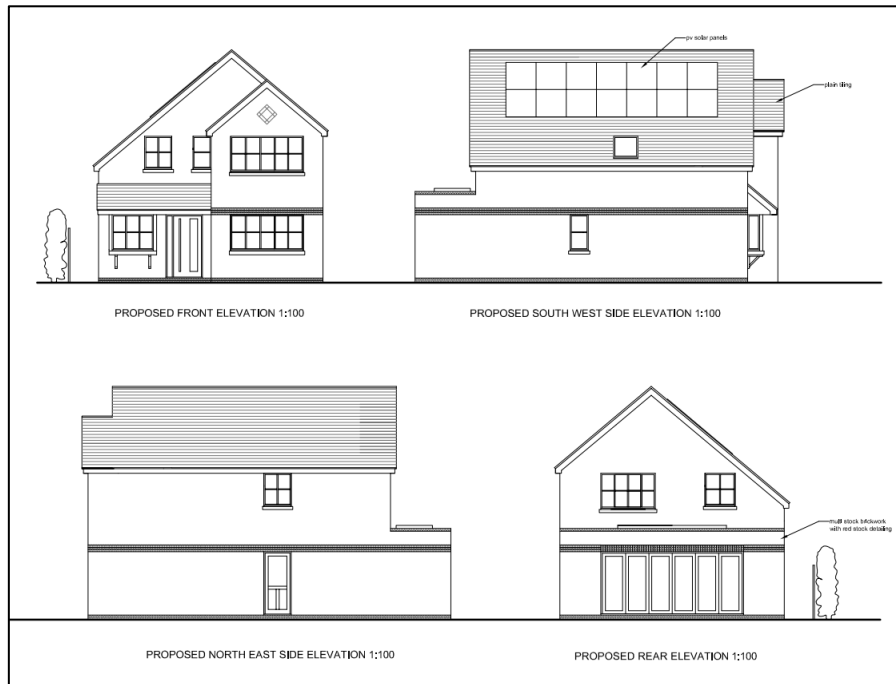 pv solar panels
plain tiling
PROPOSED FRONT ELEVATION 1:100
PROPOSED SOUTH WEST SIDE ELEVATION 1:100
multi stock brickwork
with red stock detailing
PROPOSED NORTH EAST SIDE ELEVATION 1:100
PROPOSED REAR ELEVATION 1:100